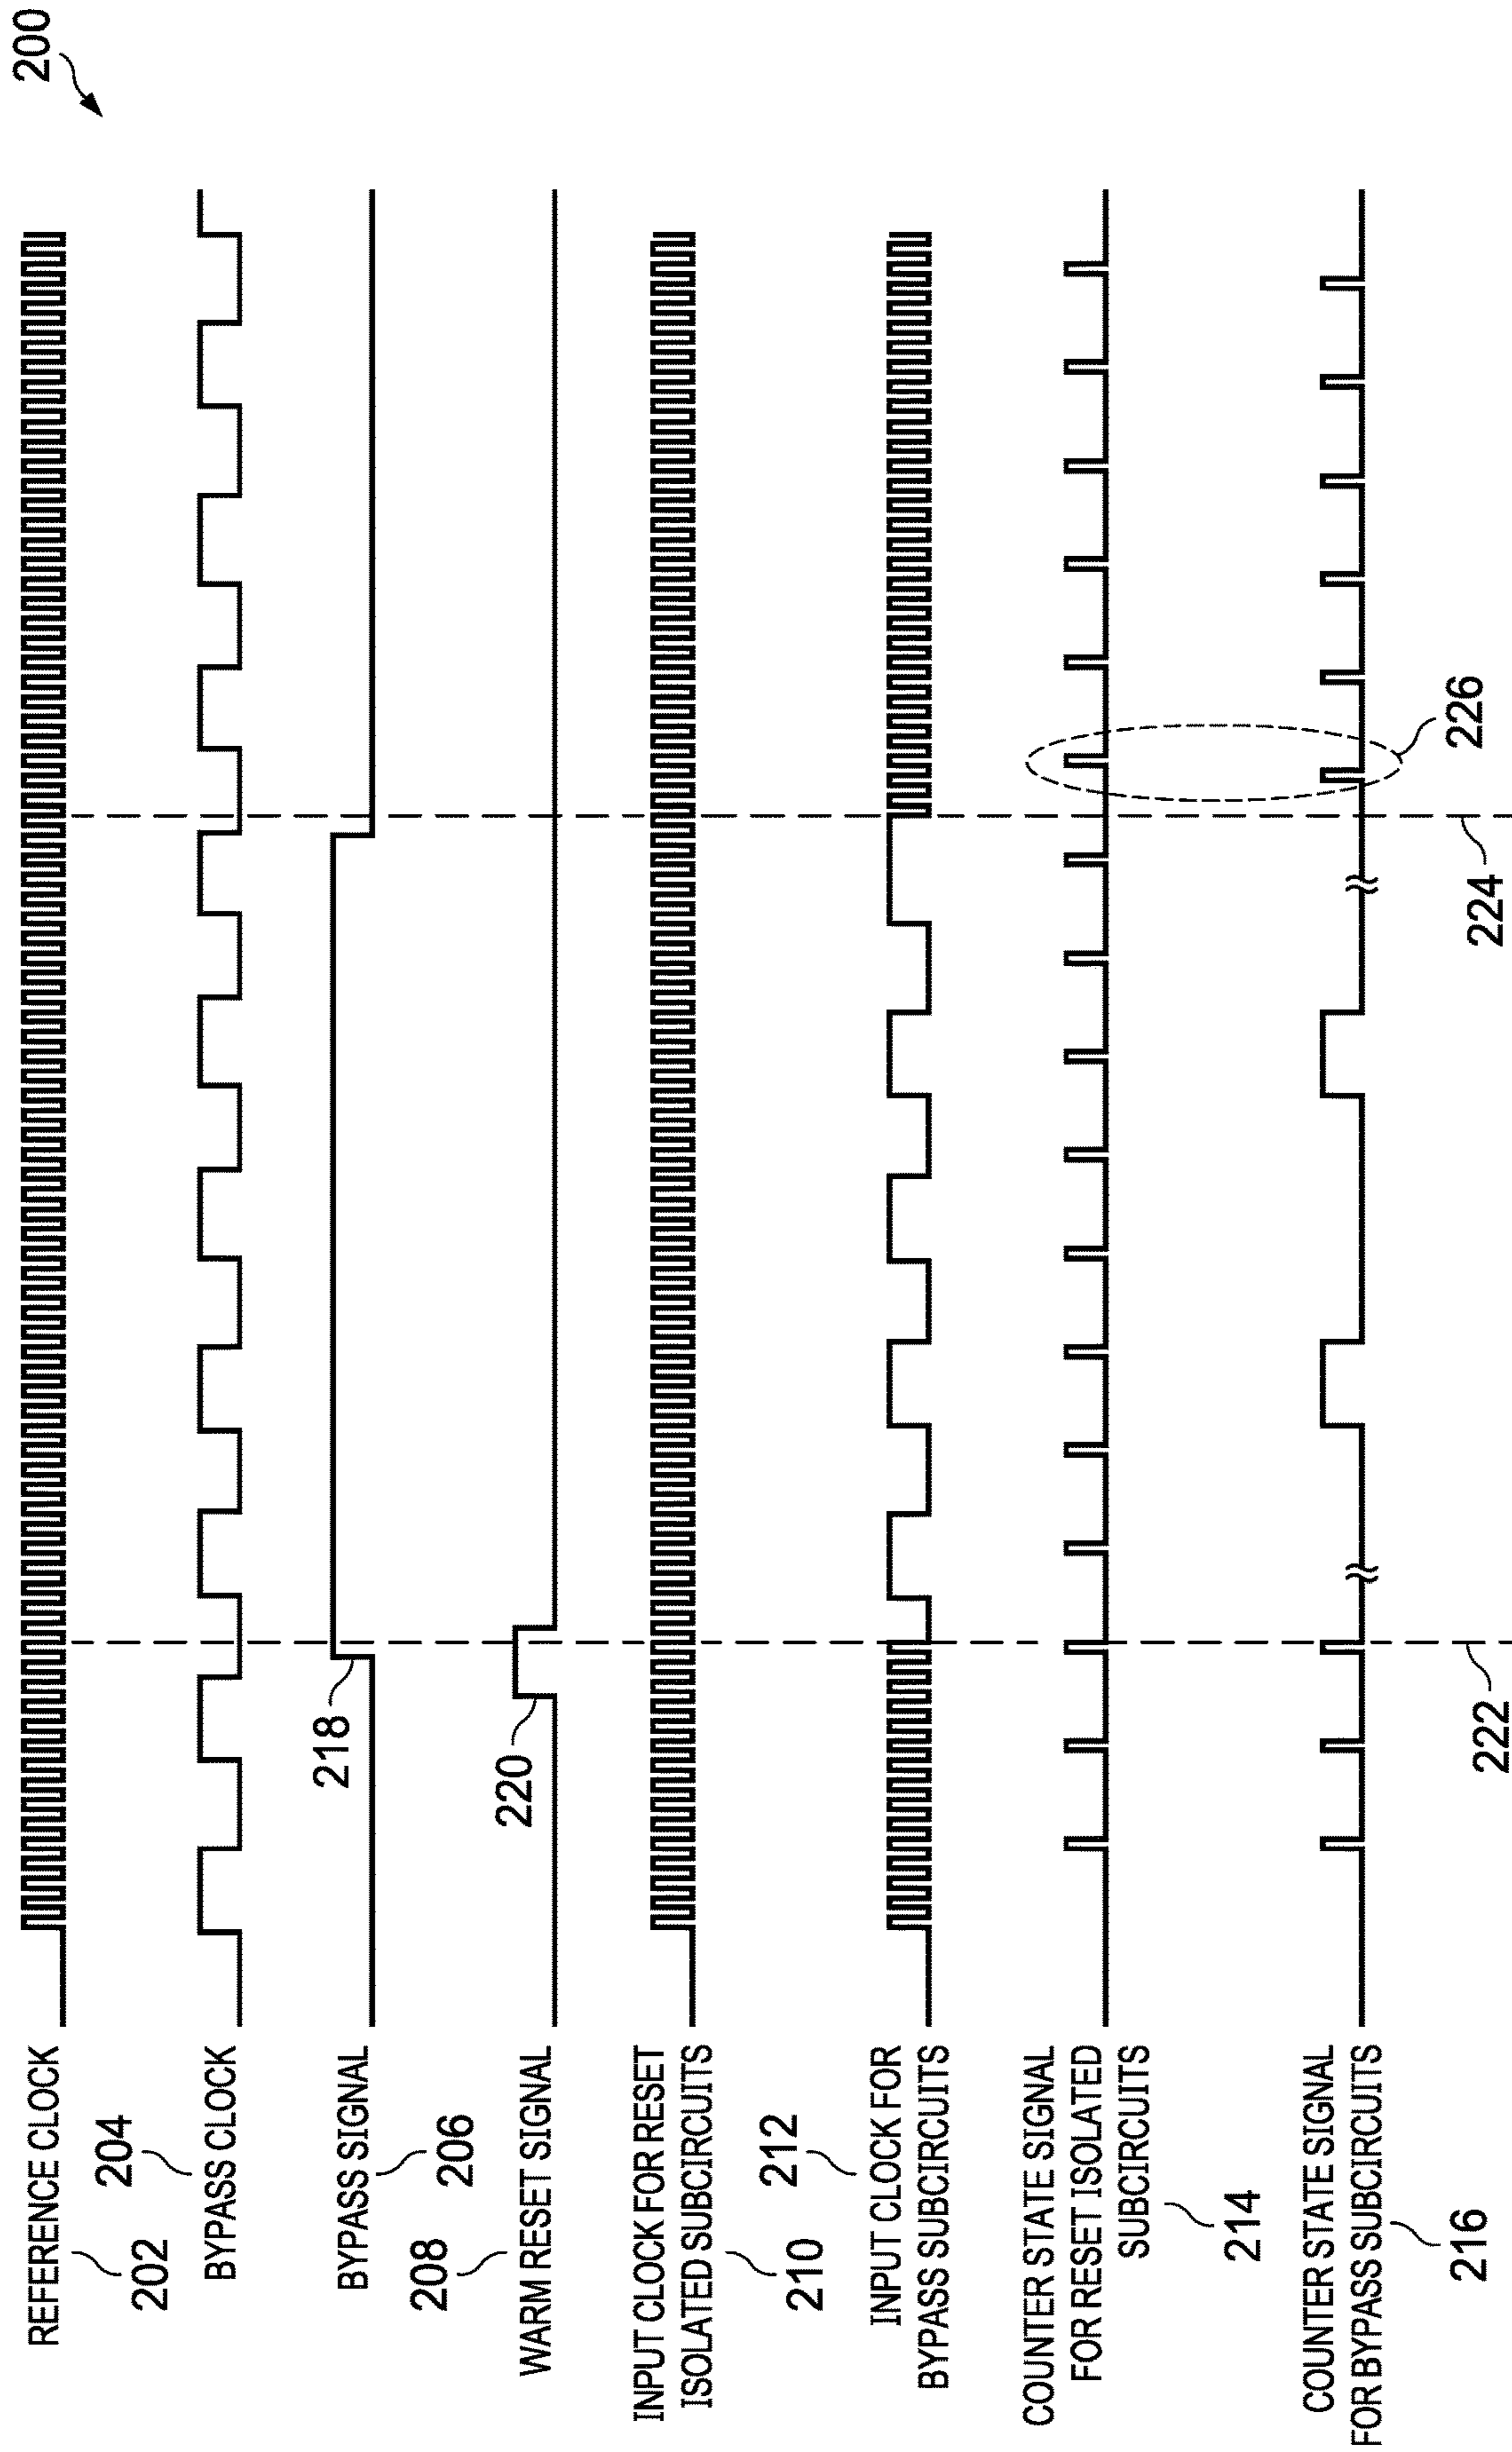 200
REFERENCE CLOCK
202
204
BYPASS CLOCK
BYPASS SIGNAL
206
218
208
WARM RESET SIGNAL
220
INPUT CLOCK FOR RESET
ISOLATED SUBCIRCUITS
210
212
INPUT CLOCK FOR
BYPASS SUBCIRCUITS
COUNTER STATE SIGNAL
FOR RESET ISOLATED
SUBCIRCUITS
214
COUNTER STATE SIGNAL
FOR BYPASS SUBCIRCUITS
216
226
222
224